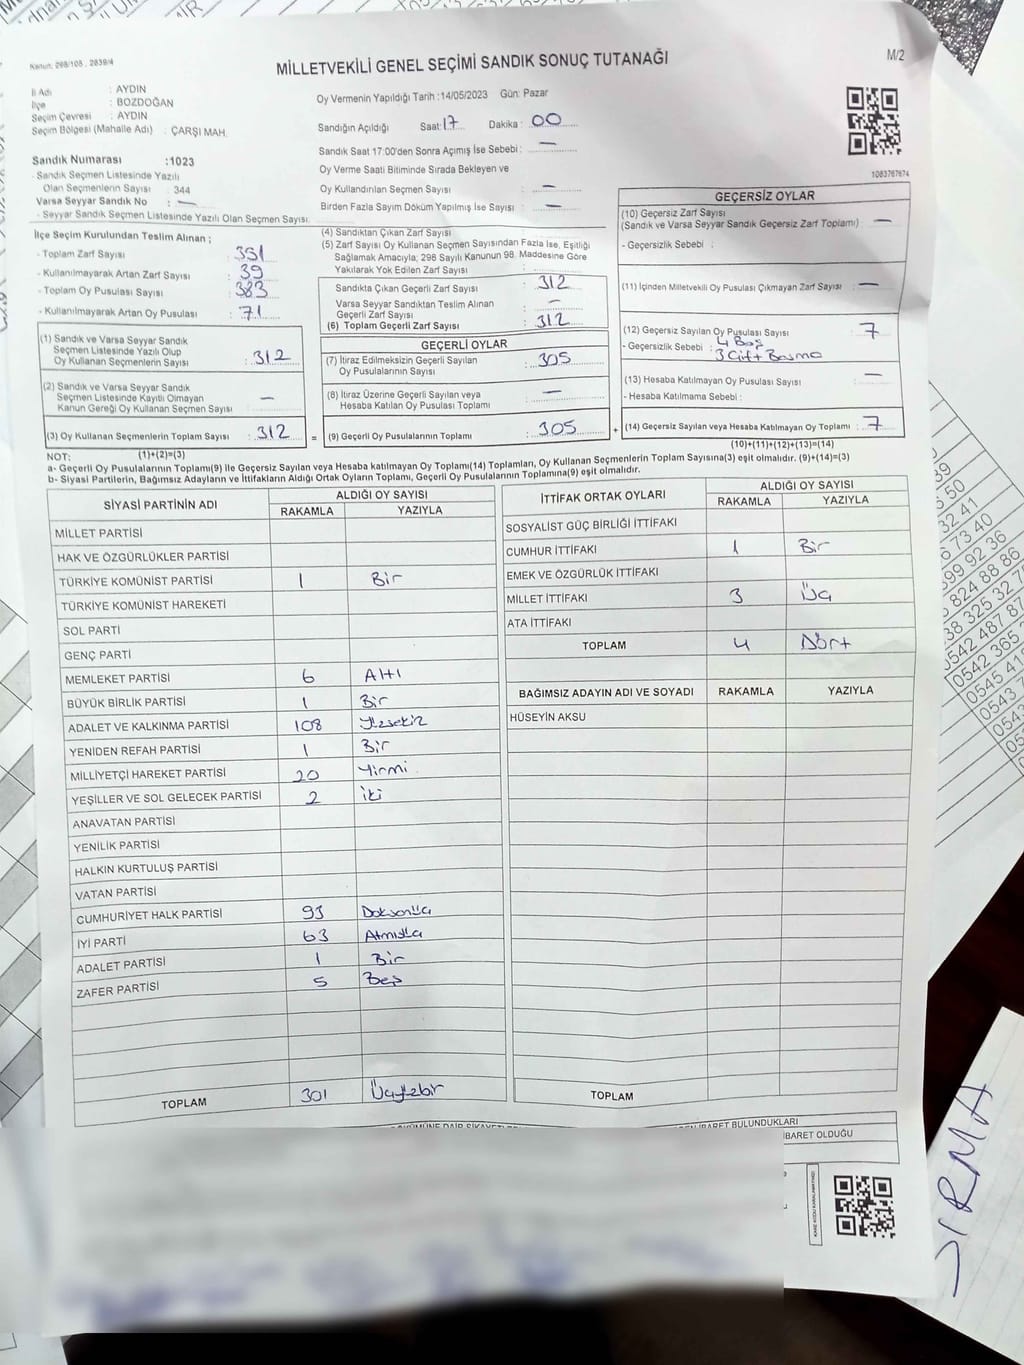 Kanun: 298/105 , 2839/4
MİLLETVEKİLİ GENEL SEÇİMİ SANDIK SONUÇ TUTANAĞI
M/2
İl Adı : AYDIN
İlçe : BOZDOĞAN
Seçim Çevresi : AYDIN
Seçim Bölgesi (Mahalle Adı) : ÇARŞI MAH.
Oy Vermenin Yapıldığı Tarih :14/05/2023 Gün: Pazar
Sandığın Açıldığı Saat:17 Dakika : 00
Sandık Saat 17:00'den Sonra Açımış İse Sebebi : —
Oy Verme Saati Bitiminde Sırada Bekleyen ve
Oy Kullandırılan Seçmen Sayısı : —
Birden Fazla Sayım Döküm Yapılmış İse Sayısı : —
1083767674
Sandık Numarası :1023
- Sandık Seçmen Listesinde Yazılı
Olan Seçmenlerin Sayısı : 344
Varsa Seyyar Sandık No : —
- Seyyar Sandık Seçmen Listesinde Yazılı Olan Seçmen Sayısı.
İlçe Seçim Kurulundan Teslim Alınan ;
- Toplam Zarf Sayısı : 351
- Kullanılmayarak Artan Zarf Sayısı : 39
- Toplam Oy Pusulası Sayısı : 383
- Kullanılmayarak Artan Oy Pusulası : 71
(1) Sandık ve Varsa Seyyar Sandık
Seçmen Listesinde Yazılı Olup
Oy Kullanan Seçmenlerin Sayısı : 312
(2) Sandık ve Varsa Seyyar Sandık
Seçmen Listesinde Kayıtlı Olmayan
Kanun Gereği Oy Kullanan Seçmen Sayısı : —
(3) Oy Kullanan Seçmenlerin Toplam Sayısı : 312
(1)+(2)=(3)
(4) Sandıktan Çıkan Zarf Sayısı :
(5) Zarf Sayısı Oy Kullanan Seçmen Sayısından Fazla İse, Eşitliği
Sağlamak Amacıyla; 298 Sayılı Kanunun 98. Maddesine Göre
Yakılarak Yok Edilen Zarf Sayısı :
Sandıkta Çıkan Geçerli Zarf Sayısı : 312
Varsa Seyyar Sandıktan Teslim Alınan
Geçerli Zarf Sayısı : —
(6) Toplam Geçerli Zarf Sayısı : 312
GEÇERLİ OYLAR
(7) İtiraz Edilmeksizin Geçerli Sayılan
Oy Pusulalarının Sayısı : 305
(8) İtiraz Üzerine Geçerli Sayılan veya
Hesaba Katılan Oy Pusulası Toplamı : —
= (9) Geçerli Oy Pusulalarının Toplamı : 305
GEÇERSİZ OYLAR
(10) Geçersiz Zarf Sayısı
(Sandık ve Varsa Seyyar Sandık Geçersiz Zarf Toplamı) : —
- Geçersizlik Sebebi :
(11) İçinden Milletvekili Oy Pusulası Çıkmayan Zarf Sayısı : —
(12) Geçersiz Sayılan Oy Pusulası Sayısı : 7
- Geçersizlik Sebebi : 4 Boş
3 Çift Basma
(13) Hesaba Katılmayan Oy Pusulası Sayısı : —
- Hesaba Katılmama Sebebi :
+ (14) Geçersiz Sayılan veya Hesaba Katılmayan Oy Toplamı : 7
(10)+(11)+(12)+(13)=(14)
NOT:
a- Geçerli Oy Pusulalarının Toplamı(9) ile Geçersiz Sayılan veya Hesaba katılmayan Oy Toplamı(14) Toplamları, Oy Kullanan Seçmenlerin Toplam Sayısına(3) eşit olmalıdır. (9)+(14)=(3)
b- Siyasi Partilerin, Bağımsız Adayların ve İttifakların Aldığı Ortak Oyların Toplamı, Geçerli Oy Pusulalarının Toplamına(9) eşit olmalıdır.
SİYASİ PARTİNİN ADI ALDIĞI OY SAYISI
RAKAMLA YAZIYLA
MİLLET PARTİSİ
HAK VE ÖZGÜRLÜKLER PARTİSİ
TÜRKİYE KOMÜNİST PARTİSİ 1 Bir
TÜRKİYE KOMÜNİST HAREKETİ
SOL PARTİ
GENÇ PARTİ
MEMLEKET PARTİSİ 6 Altı
BÜYÜK BİRLİK PARTİSİ 1 Bir
ADALET VE KALKINMA PARTİSİ 108 Yüzsekiz
YENİDEN REFAH PARTİSİ 1 Bir
MİLLİYETÇİ HAREKET PARTİSİ 20 Yirmi
YEŞİLLER VE SOL GELECEK PARTİSİ 2 İki
ANAVATAN PARTİSİ
YENİLİK PARTİSİ
HALKIN KURTULUŞ PARTİSİ
VATAN PARTİSİ
CUMHURİYET HALK PARTİSİ 93 Doksanüç
İYİ PARTİ 63 Atmışüç
ADALET PARTİSİ 1 Bir
ZAFER PARTİSİ 5 Beş
TOPLAM 301 Üçyüzbir
İTTİFAK ORTAK OYLARI ALDIĞI OY SAYISI
RAKAMLA YAZIYLA
SOSYALİST GÜÇ BİRLİĞİ İTTİFAKI
CUMHUR İTTİFAKI 1 Bir
EMEK VE ÖZGÜRLÜK İTTİFAKI
MİLLET İTTİFAKI 3 Üç
ATA İTTİFAKI
TOPLAM 4 Dört
BAĞIMSIZ ADAYIN ADI VE SOYADI RAKAMLA YAZIYLA
HÜSEYİN AKSU
TOPLAM
BULUNDUKLARI
İBARET OLDUĞU
SIRMA